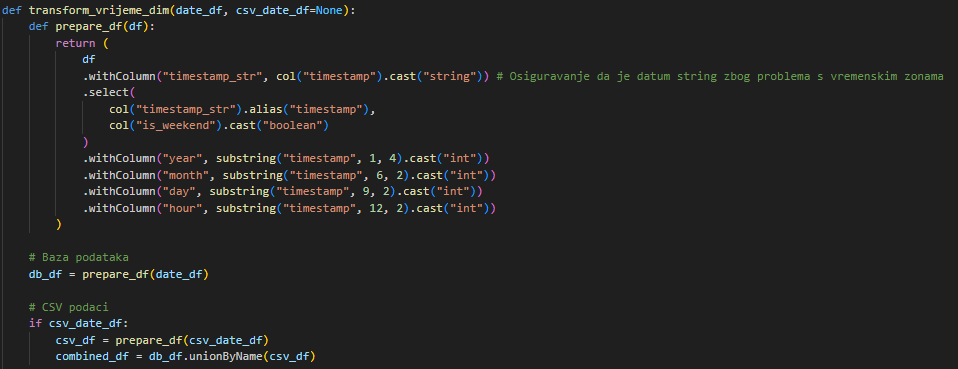 def transform_vrijeme_dim(date_df, csv_date_df=None):
    def prepare_df(df):
        return (
            df
            .withColumn("timestamp_str", col("timestamp").cast("string")) # Osiguravanje da je datum string zbog problema s vremenskim zonama
            .select(
                col("timestamp_str").alias("timestamp"),
                col("is_weekend").cast("boolean")
            )
            .withColumn("year", substring("timestamp", 1, 4).cast("int"))
            .withColumn("month", substring("timestamp", 6, 2).cast("int"))
            .withColumn("day", substring("timestamp", 9, 2).cast("int"))
            .withColumn("hour", substring("timestamp", 12, 2).cast("int"))
        )
    # Baza podataka
    db_df = prepare_df(date_df)
    # CSV podaci
    if csv_date_df:
        csv_df = prepare_df(csv_date_df)
        combined_df = db_df.unionByName(csv_df)